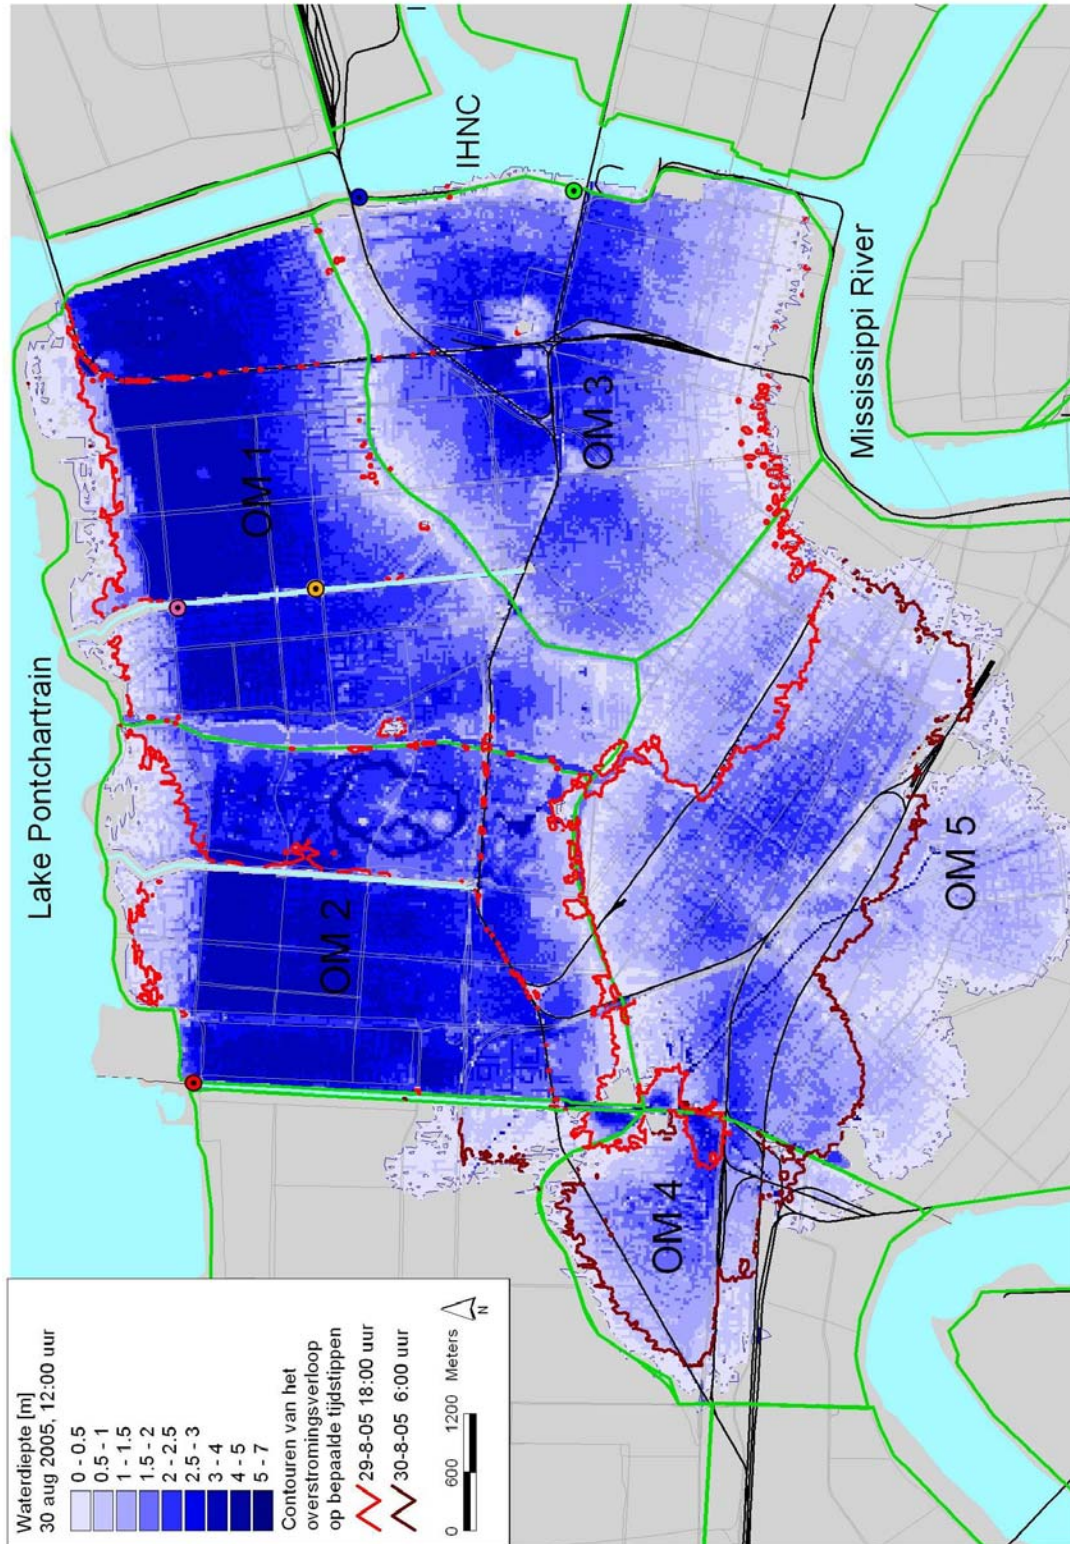 Lake Pontchartrain
IHNC
OM 1
OM 2
OM 3
Mississippi River
OM 4
OM 5
Waterdiepte [m]
30 aug 2005, 12:00 uur
0 - 0.5
0.5 - 1
1 - 1.5
1.5 - 2
2 - 2.5
2.5 - 3
3 - 4
4 - 5
5 - 7
Contouren van het
overstromingsverloop
op bepaalde tijdstippen
29-8-05 18:00 uur
30-8-05 6:00 uur
0 600 1200 Meters
N